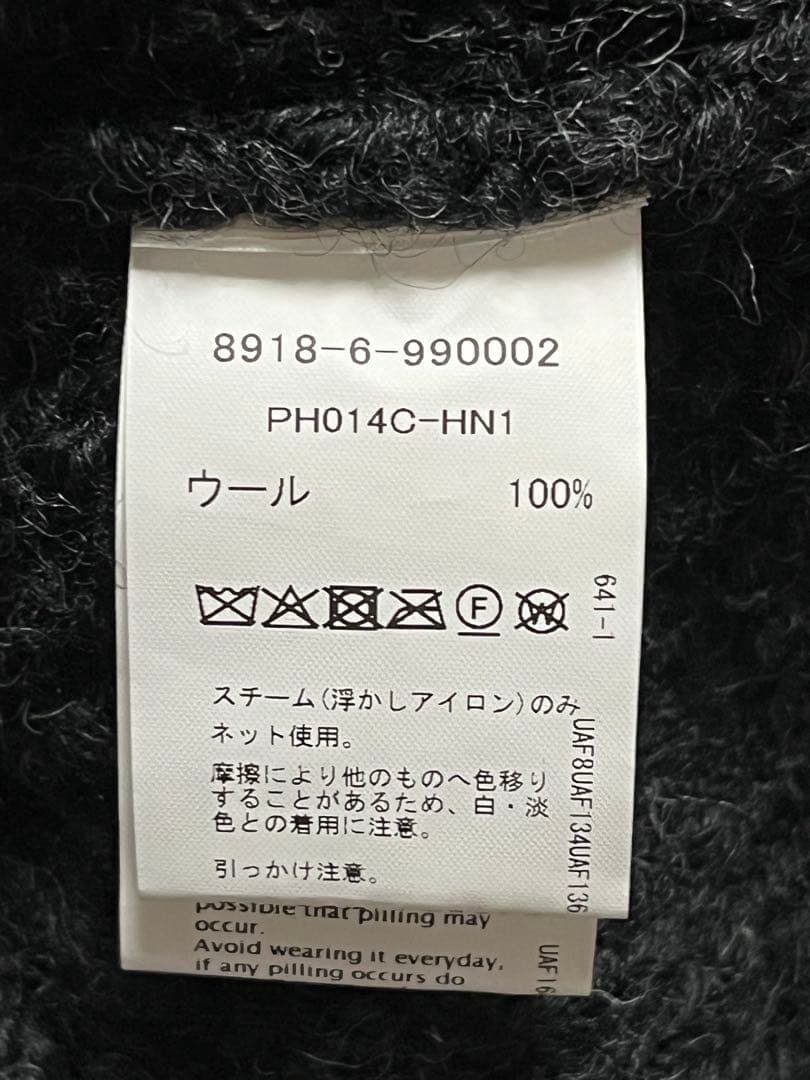 8918-6-990002
PH014C-HN1
ウール 100%
F W
641-1
スチーム(浮かしアイロン)のみ
ネット使用。
摩擦により他のものへ色移り
することがあるため、白・淡
色との着用に注意。
引っかけ注意。
UAF8UAF134UAF136
possible that pilling may
occur.
Avoid wearing it everyday,
if any pilling occurs do